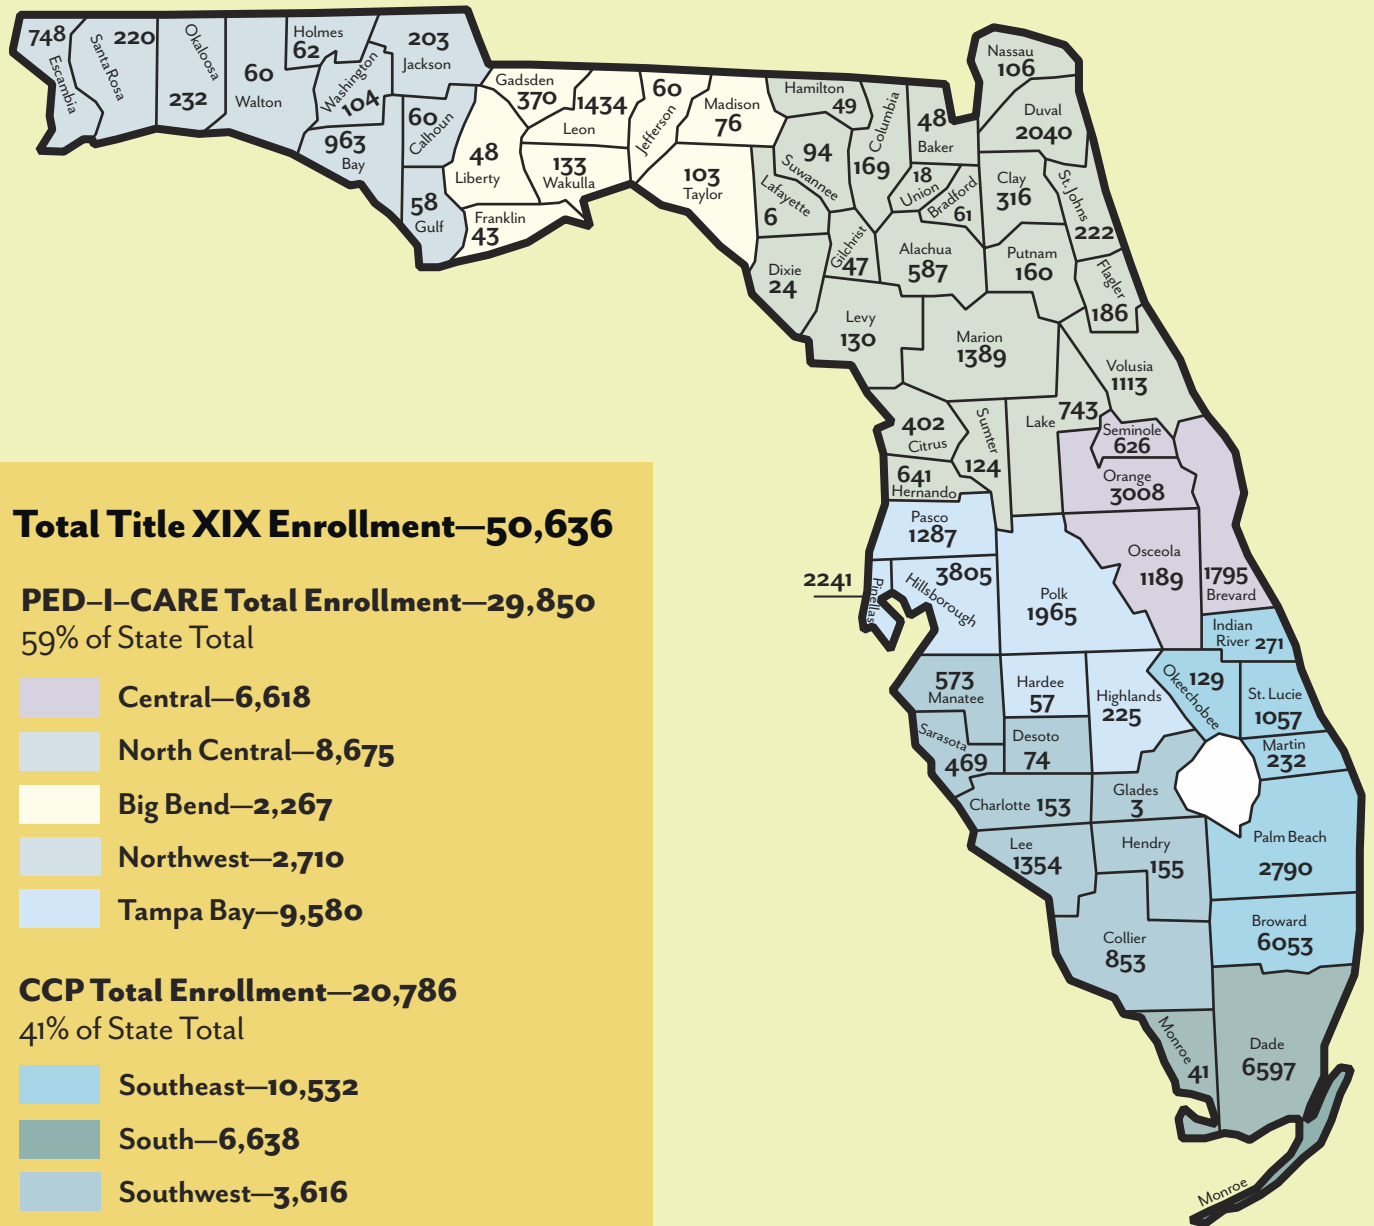 748
Escambia
Santa Rosa
220
Okaloosa
232
60
Walton
Holmes
62
Washington
104
203
Jackson
963
Bay
60
Calhoun
58
Gulf
Gadsden
370
1434
Leon
48
Liberty
133
Wakulla
Franklin
43
60
Jefferson
Madison
76
103
Taylor
Hamilton
49
94
Suwannee
Lafayette
6
Columbia
169
48
Baker
Nassau
106
Duval
2040
18
Union
Bradford
61
Clay
316
St. Johns
222
Dixie
24
Gilchrist
47
Alachua
587
Putnam
160
Flagler
186
Levy
130
Marion
1389
Volusia
1113
402
Citrus
Sumter
124
Lake 743
Seminole
626
641
Hernando
Orange
3008
Pasco
1287
Osceola
1189
1795
Brevard
2241
Pinellas
3805
Hillsborough
Polk
1965
Indian
River 271
573
Manatee
Hardee
57
Highlands
225
129
Okeechobee
St. Lucie
1057
Sarasota
469
Desoto
74
Martin
232
Charlotte 153
Glades
3
Lee
1354
Hendry
155
Palm Beach
2790
Collier
853
Broward
6053
Monroe
41
Dade
6597
Monroe
Total Title XIX Enrollment—50,636
PED–I–CARE Total Enrollment—29,850
59% of State Total
Central—6,618
North Central—8,675
Big Bend—2,267
Northwest—2,710
Tampa Bay—9,580
CCP Total Enrollment—20,786
41% of State Total
Southeast—10,532
South—6,638
Southwest—3,616